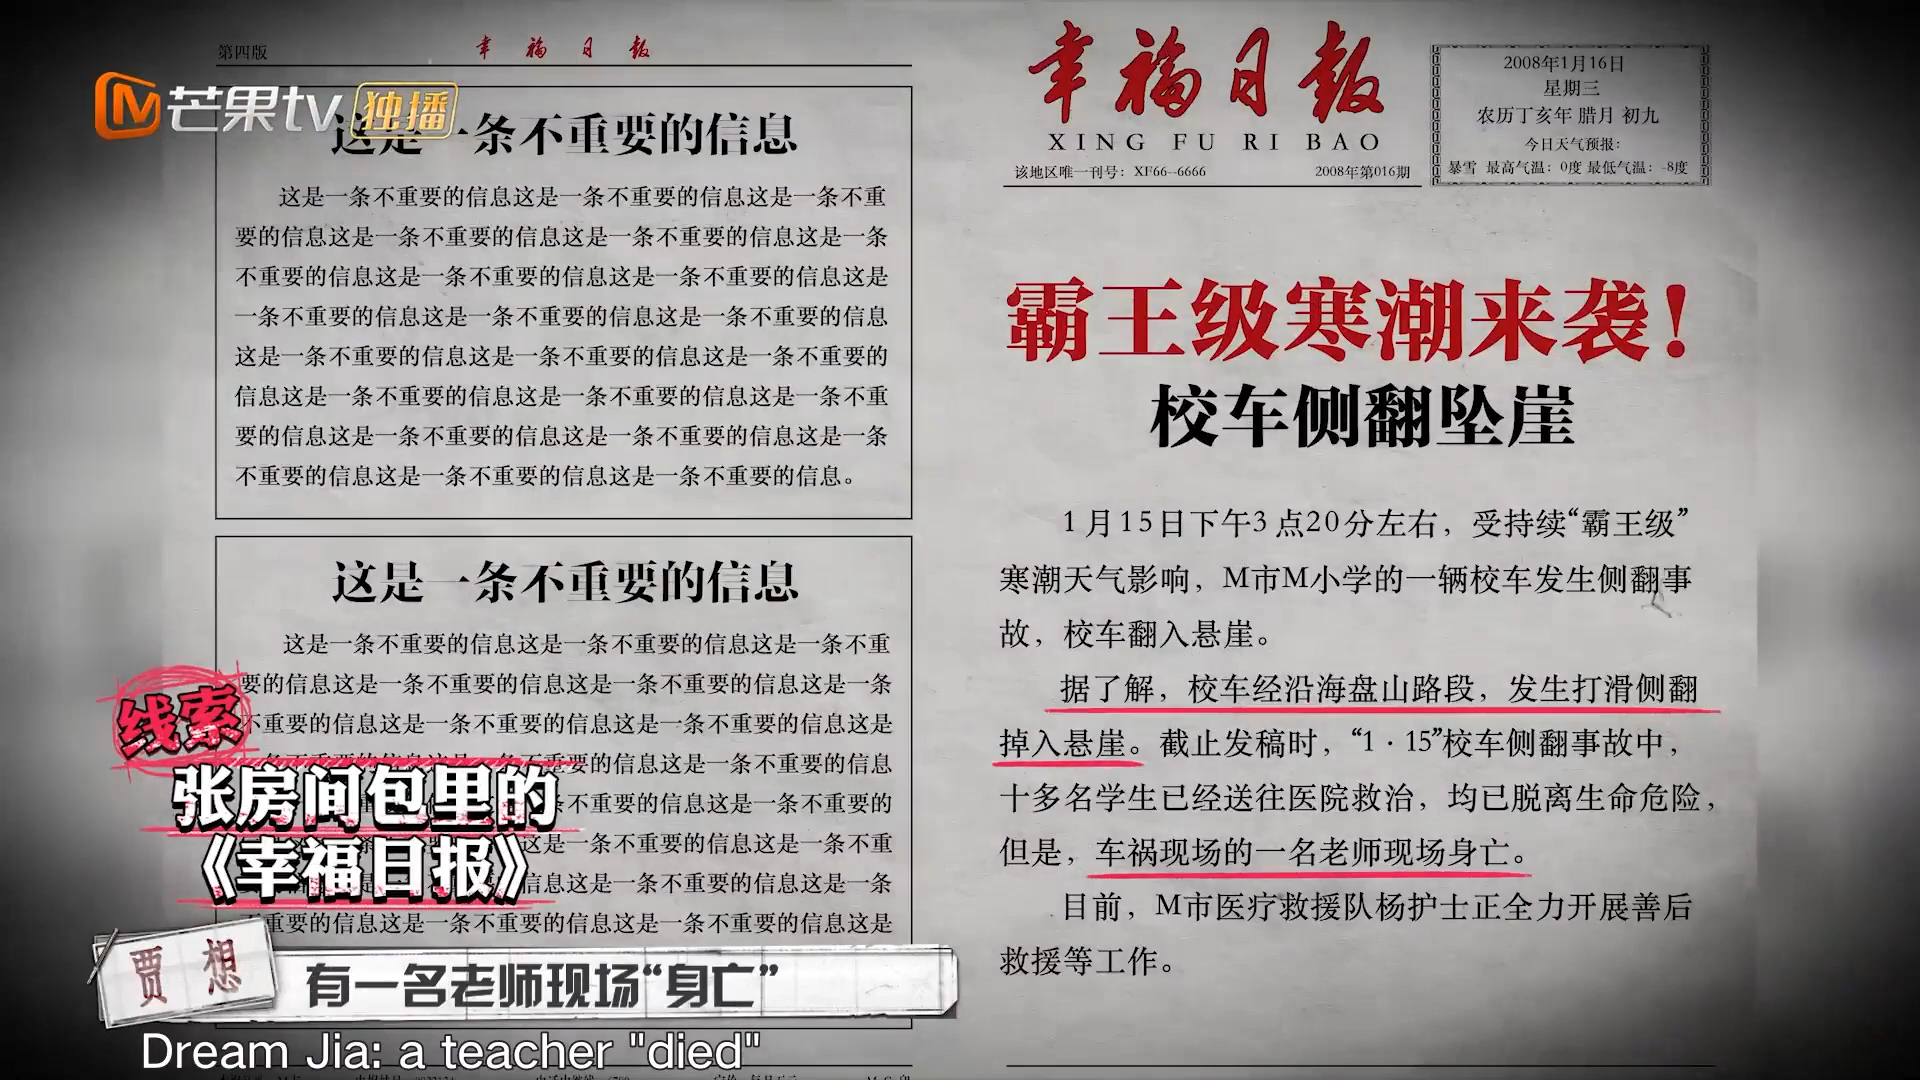 第四版
幸福日报
芒果tv 独播
这是一条不重要的信息
这是一条不重要的信息这是一条不重要的信息这是一条不重
要的信息这是一条不重要的信息这是一条不重要的信息这是一条
不重要的信息这是一条不重要的信息这是一条不重要的信息这是
一条不重要的信息这是一条不重要的信息这是一条不重要的信息
这是一条不重要的信息这是一条不重要的信息这是一条不重要的
信息这是一条不重要的信息这是一条不重要的信息这是一条不重
要的信息这是一条不重要的信息这是一条不重要的信息这是一条
不重要的信息这是一条不重要的信息这是一条不重要的信息。
这是一条不重要的信息
这是一条不重要的信息这是一条不重要的信息这是一条不重
要的信息这是一条不重要的信息这是一条不重要的信息这是一条
不重要的信息这是一条不重要的信息这是一条不重要的信息这是
一条不重要的信息这是一条不重要的信息这是一条不重要的信息
不重要的信息这是一条不重要的
这是一条不重要的信息这是一条不重
信息这是一条不重要的信息这是一条
不重要的信息这是一条不重要的信息这是一条不重要的信息这是
线索
张房间包里的
《幸福日报》
贾想
有一名老师现场“身亡”
Dream Jia: a teacher "died"
幸福日报
XING FU RI BAO
该地区唯一刊号：XF66--6666 2008年第016期
2008年1月16日
星期三
农历丁亥年 腊月 初九
今日天气预报：
暴雪 最高气温：0度 最低气温：-8度
霸王级寒潮来袭！
校车侧翻坠崖
1月15日下午3点20分左右，受持续“霸王级”
寒潮天气影响，M市M小学的一辆校车发生侧翻事
故，校车翻入悬崖。
据了解，校车经沿海盘山路段，发生打滑侧翻
掉入悬崖。截止发稿时，“1·15”校车侧翻事故中，
十多名学生已经送往医院救治，均已脱离生命危险，
但是，车祸现场的一名老师现场身亡。
目前，M市医疗救援队杨护士正全力开展善后
救援等工作。